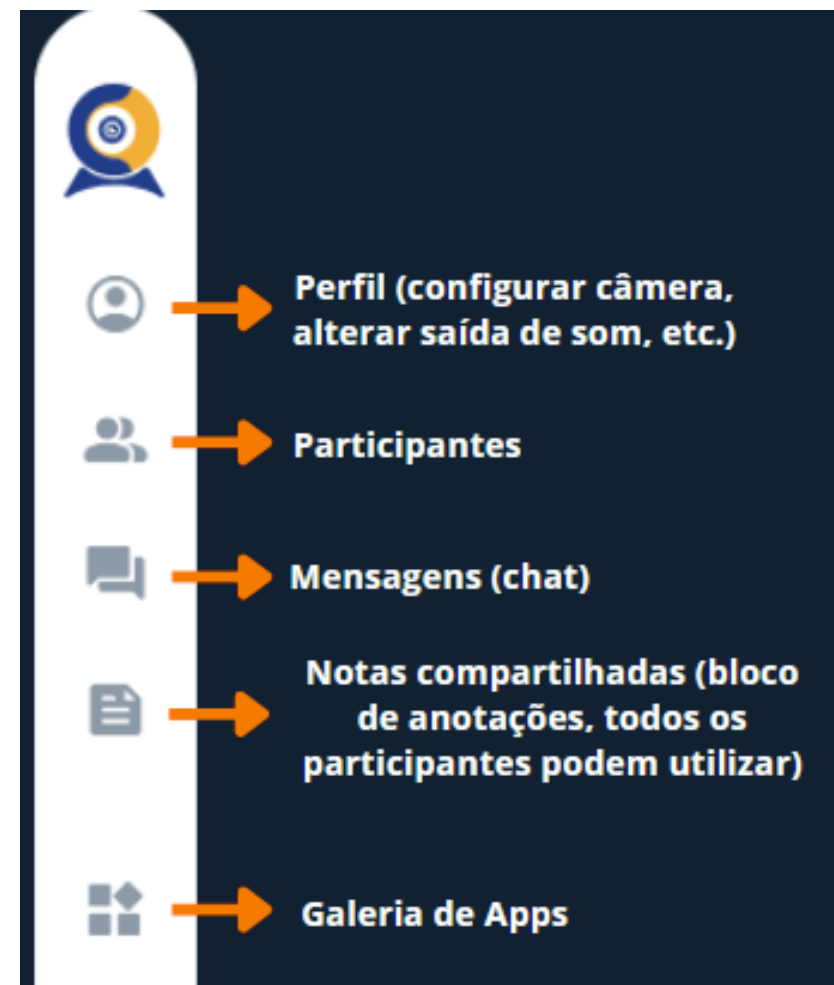 Perfil (configurar câmera,
alterar saída de som, etc.)
Participantes
Mensagens (chat)
Notas compartilhadas (bloco
de anotações, todos os
participantes podem utilizar)
Galeria de Apps